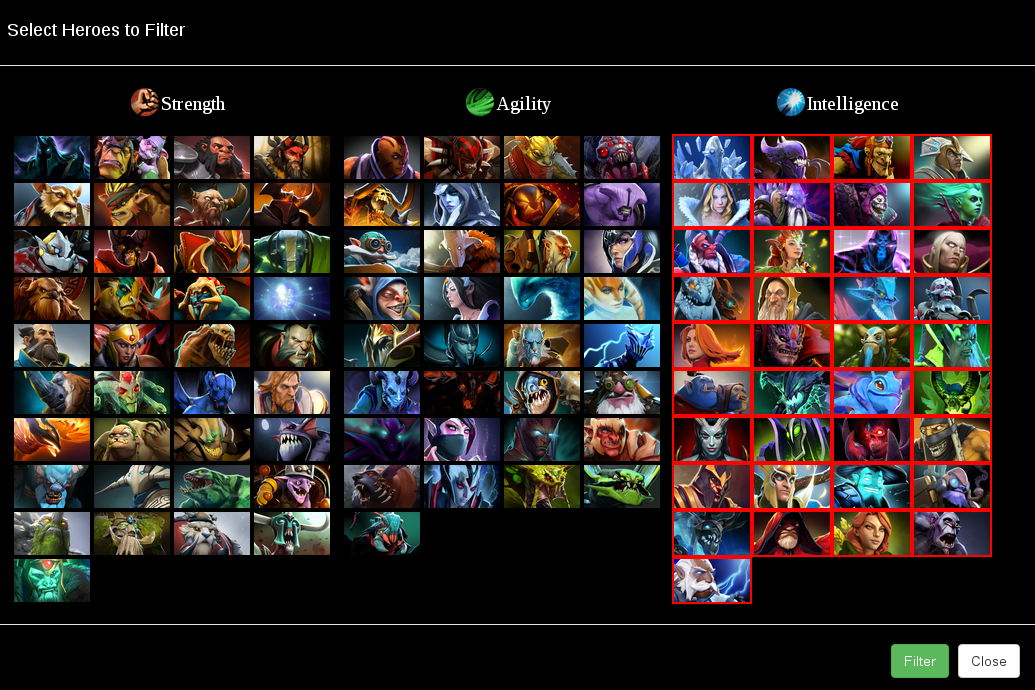 Select Heroes to Filter
Strength
Agility
Intelligence
Filter
Close